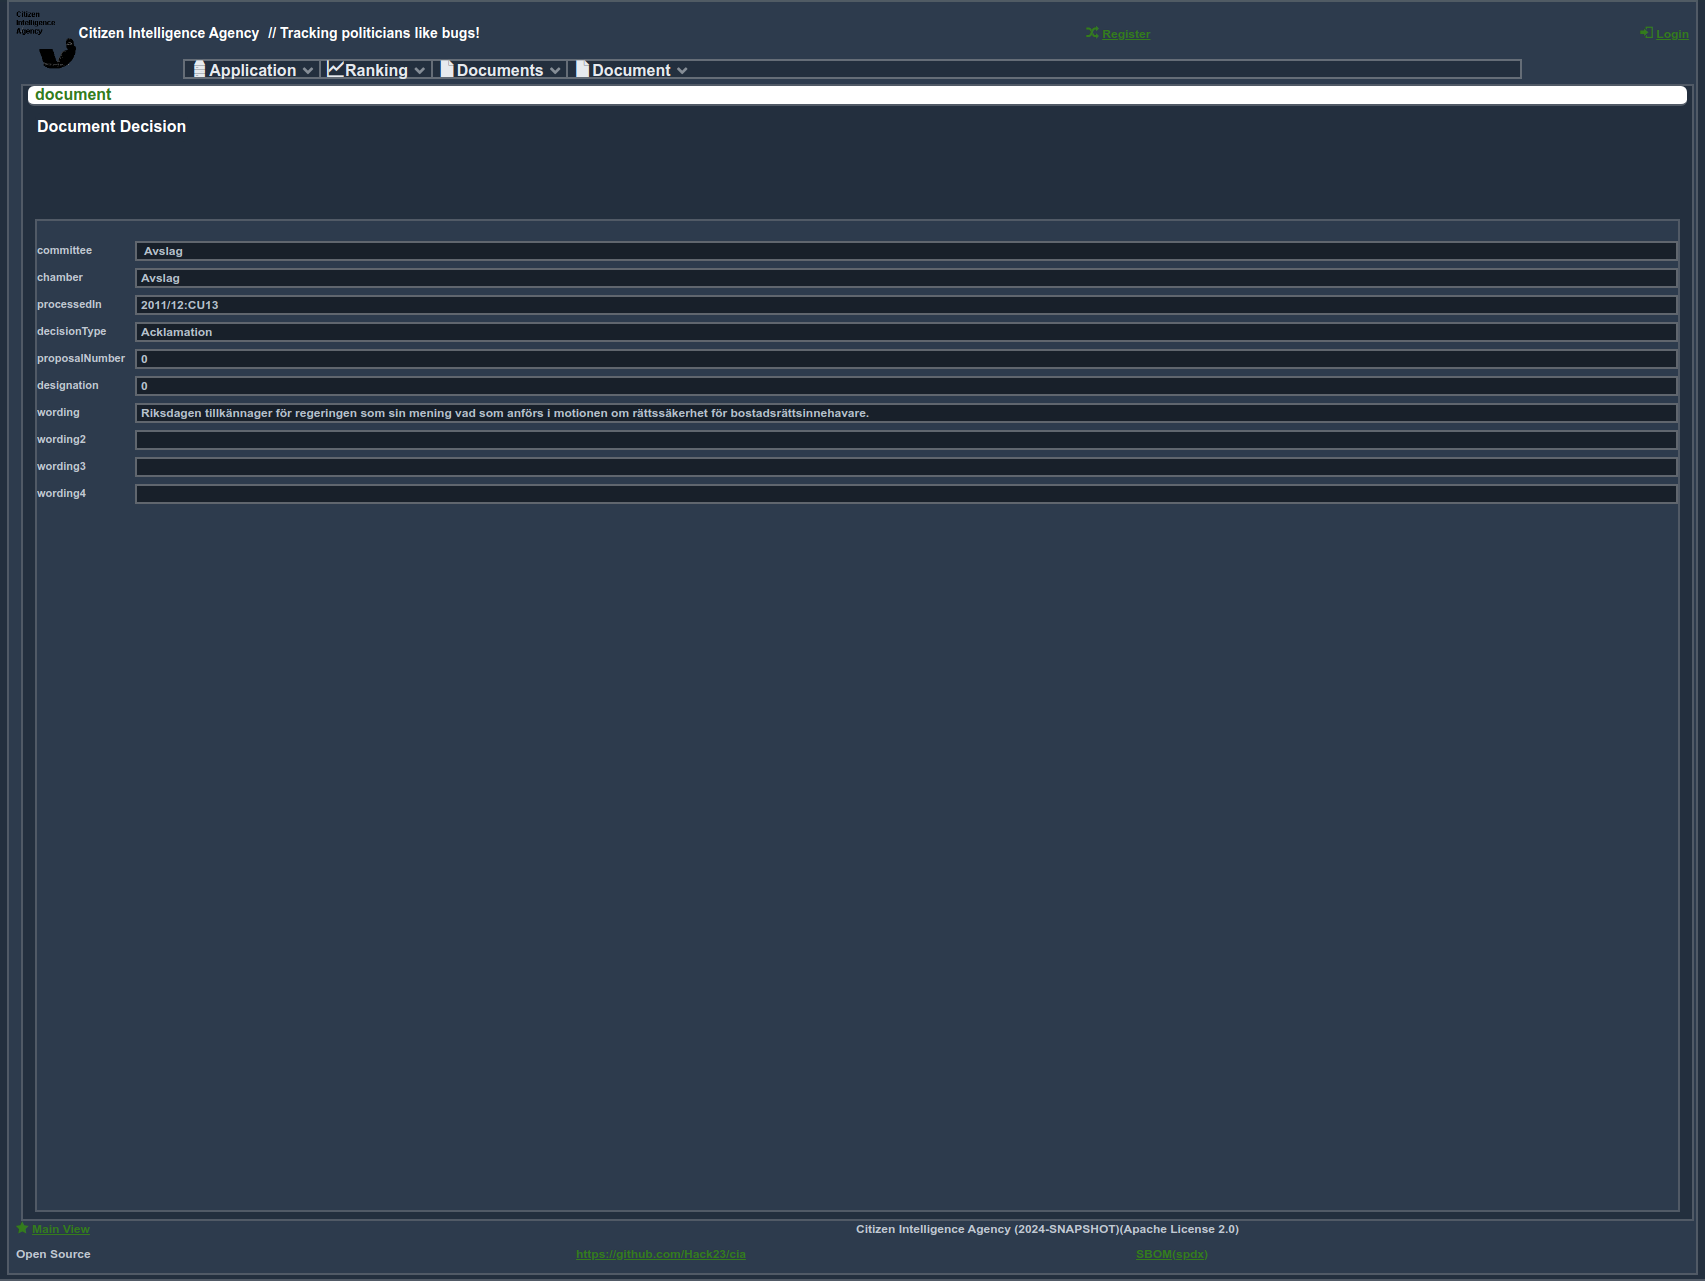 Citizen
Intelligence
Agency
Citizen Intelligence Agency // Tracking politicians like bugs!
Register
Login
Application
Ranking
Documents
Document
document
Document Decision
committee Avslag
chamber Avslag
processedIn 2011/12:CU13
decisionType Acklamation
proposalNumber 0
designation 0
wording Riksdagen tillkännager för regeringen som sin mening vad som anförs i motionen om rättssäkerhet för bostadsrättsinnehavare.
wording2
wording3
wording4
Main View
Citizen Intelligence Agency (2024-SNAPSHOT)(Apache License 2.0)
Open Source
https://github.com/Hack23/cia
SBOM(spdx)